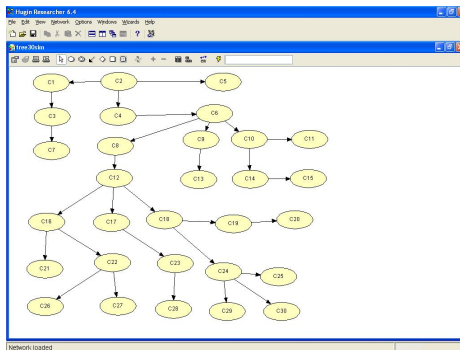 Hugin Researcher 6.4
File Edit View Network Options Windows Wizards Help
tree30skn
C1 C2 C5
C3 C4 C6
C7 C8 C9 C10 C11
C12 C13 C14 C15
C16 C17 C18 C19 C20
C21 C22 C23 C24 C25
C26 C27 C28 C29 C30
Network loaded